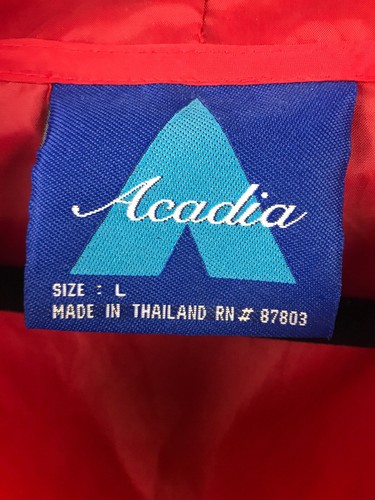 Acadia
SIZE : L
MADE IN THAILAND RN# 87803